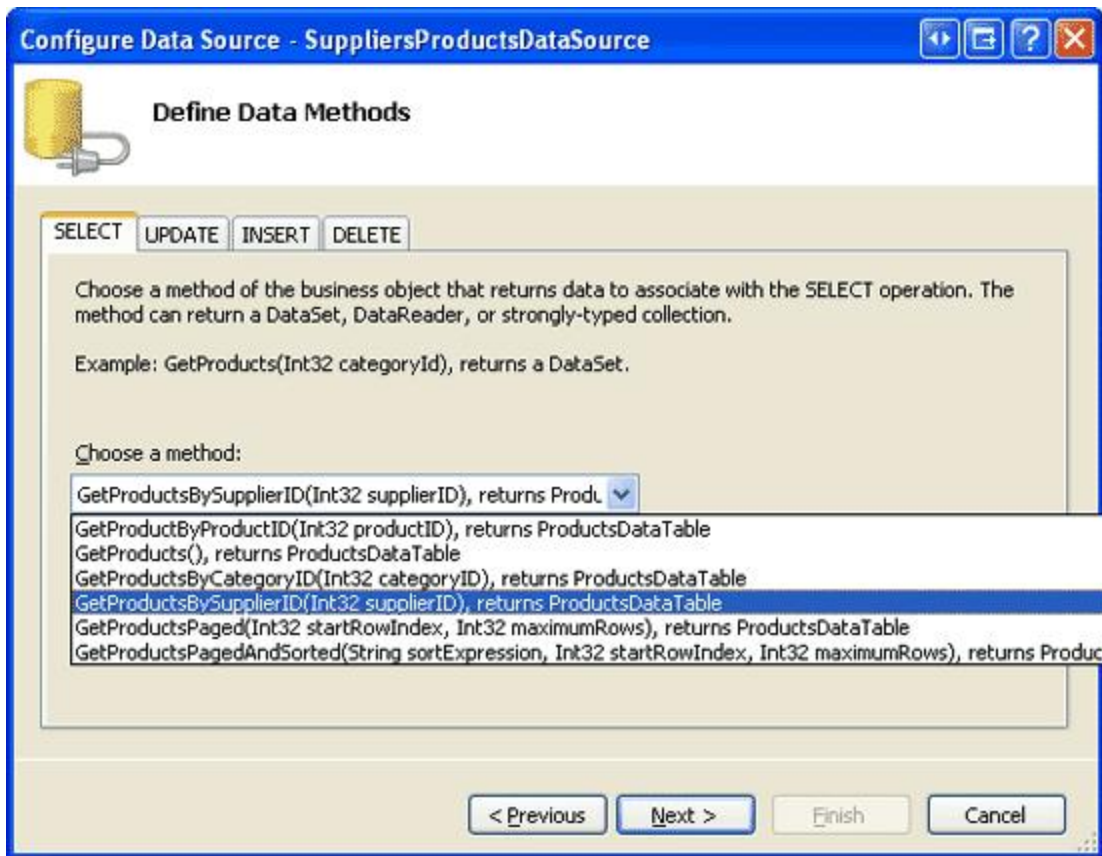 Configure Data Source - SuppliersProductsDataSource
Define Data Methods
SELECT UPDATE INSERT DELETE
Choose a method of the business object that returns data to associate with the SELECT operation. The
method can return a DataSet, DataReader, or strongly-typed collection.
Example: GetProducts(Int32 categoryId), returns a DataSet.
Choose a method:
GetProductsBySupplierID(Int32 supplierID), returns Produ
GetProductByProductID(Int32 productID), returns ProductsDataTable
GetProducts(), returns ProductsDataTable
GetProductsByCategoryID(Int32 categoryID), returns ProductsDataTable
GetProductsBySupplierID(Int32 supplierID), returns ProductsDataTable
GetProductsPaged(Int32 startRowIndex, Int32 maximumRows), returns ProductsDataTable
GetProductsPagedAndSorted(String sortExpression, Int32 startRowIndex, Int32 maximumRows), returns Produc
< Previous Next > Finish Cancel